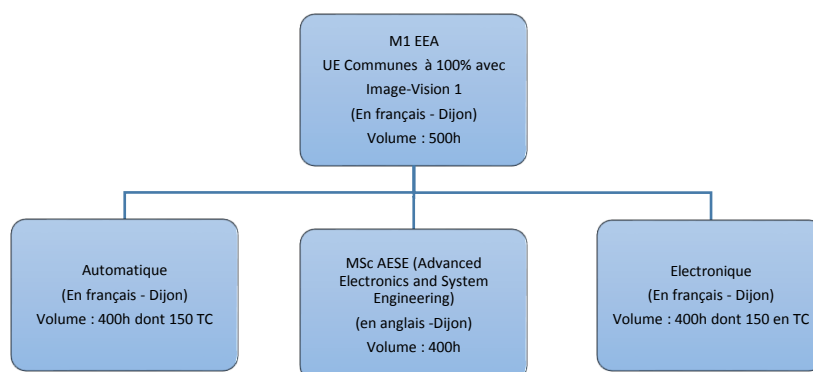 M1 EEA
UE Communes à 100% avec
Image-Vision 1
(En français - Dijon)
Volume : 500h
Automatique
(En français - Dijon)
Volume : 400h dont 150 TC
MSc AESE (Advanced
Electronics and System
Engineering)
(en anglais -Dijon)
Volume : 400h
Electronique
(En français - Dijon)
Volume : 400h dont 150 en TC